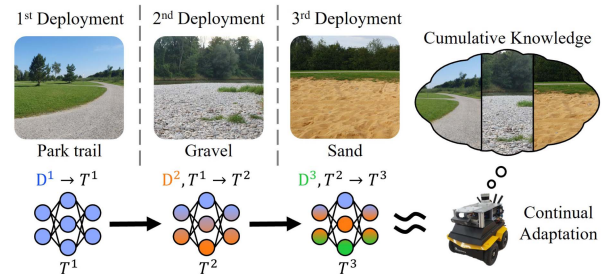 1st Deployment
2nd Deployment
3rd Deployment
Cumulative Knowledge
Park trail
Gravel
Sand
D¹ → T¹
D², T¹ → T²
D³, T² → T³
≈
Continual
Adaptation
T¹
T²
T³